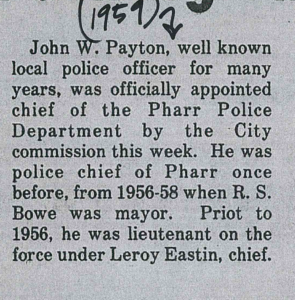 (1959)
John W. Payton, well known
local police officer for many
years, was officially appointed
chief of the Pharr Police
Department by the City
commission this week. He was
police chief of Pharr once
before, from 1956-58 when R. S.
Bowe was mayor. Priot to
1956, he was lieutenant on the
force under Leroy Eastin, chief.